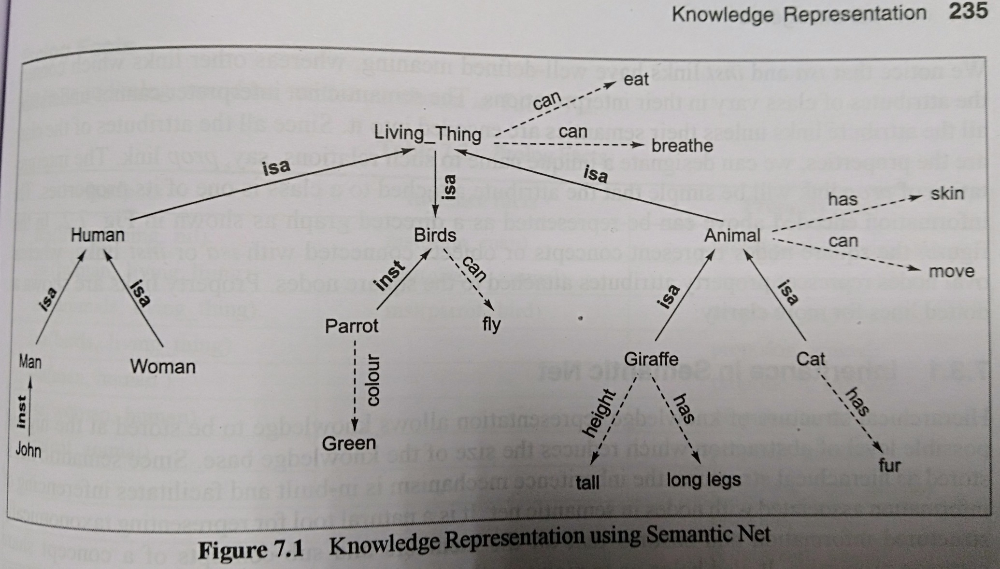 Knowledge Representation 235
eat
can
Living_Thing
can
breathe
isa
isa
isa
has
skin
Human
Birds
Animal
can
move
isa
isa
inst
can
isa
isa
Parrot
fly
Man
Woman
Giraffe
Cat
colour
inst
height
has
has
John
Green
tall
long legs
fur
Figure 7.1 Knowledge Representation using Semantic Net